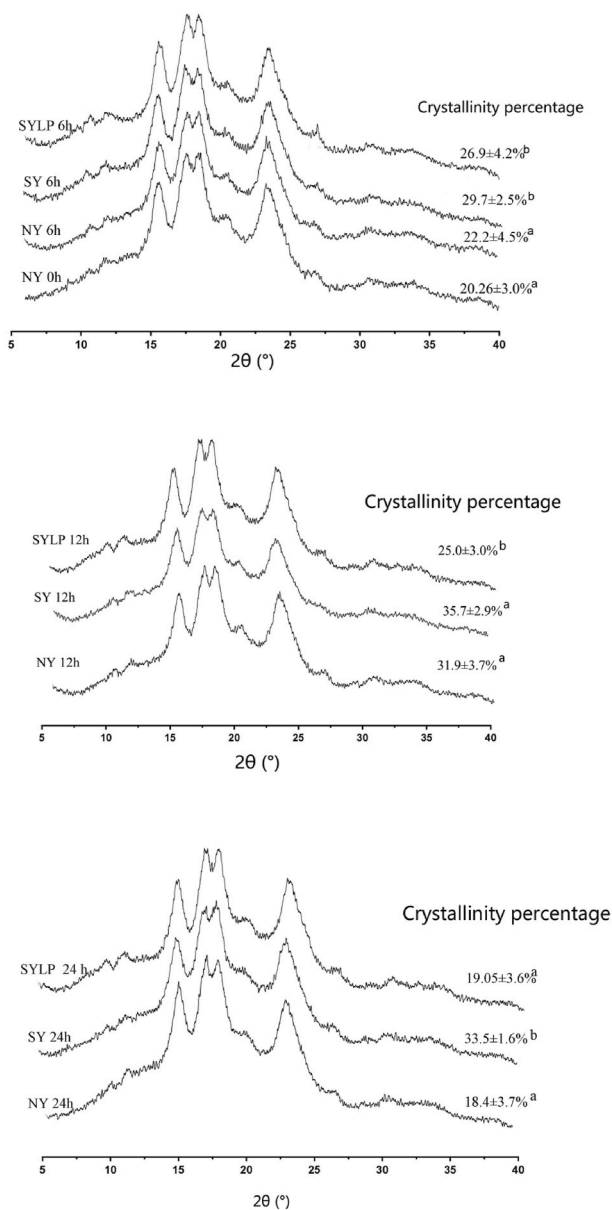 Crystallinity percentage
SYLP 6h
26.9±4.2%b
SY 6h
29.7±2.5%b
NY 6h
22.2±4.5%a
NY 0h
20.26±3.0%a
5 10 15 20 25 30 35 40
2θ (°)
Crystallinity percentage
SYLP 12h
25.0±3.0%b
SY 12h
35.7±2.9%a
NY 12h
31.9±3.7%a
5 10 15 20 25 30 35 40
2θ (°)
Crystallinity percentage
SYLP 24 h
19.05±3.6%a
SY 24h
33.5±1.6%b
NY 24h
18.4±3.7%a
5 10 15 20 25 30 35 40
2θ (°)